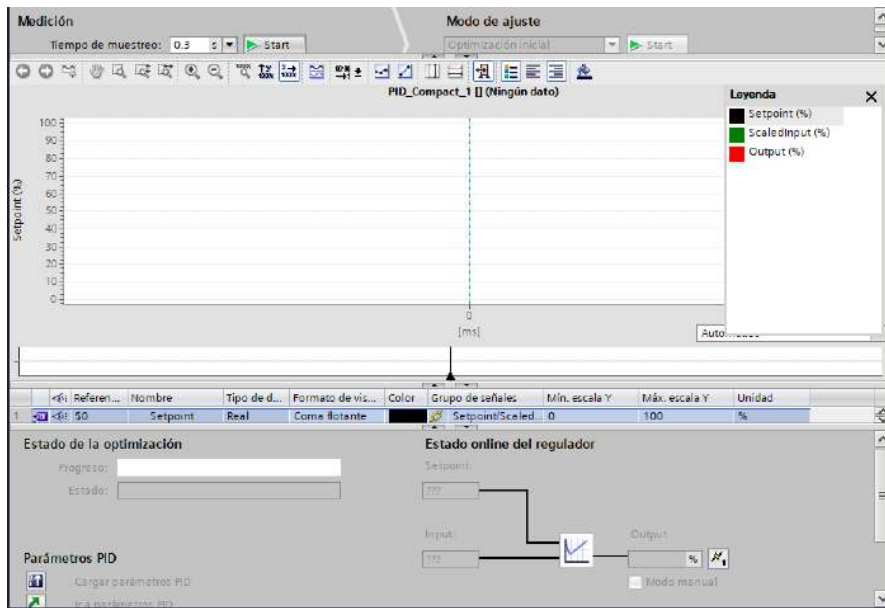 Medición
Modo de ajuste
Tiempo de muestreo: 0.3 s Start
Optimización inicial Start
PID_Compact_1 [] (Ningún dato)
Leyenda
Setpoint (%)
ScaledInput (%)
Output (%)
100
90
80
70
60
50
40
30
20
10
0
Setpoint (%)
0
[ms]
Referen... Nombre Tipo de d... Formato de vis... Color Grupo de señales Mín. escala Y Máx. escala Y Unidad
1 S0 Setpoint Real Coma flotante Setpoint/Scaled... 0 100 %
Estado de la optimización
Estado online del regulador
Progreso:
Setpoint:
Estado:
???
Input:
Output:
???
%
Parámetros PID
Modo manual
Cargar parámetros PID
Ir a parámetros PID